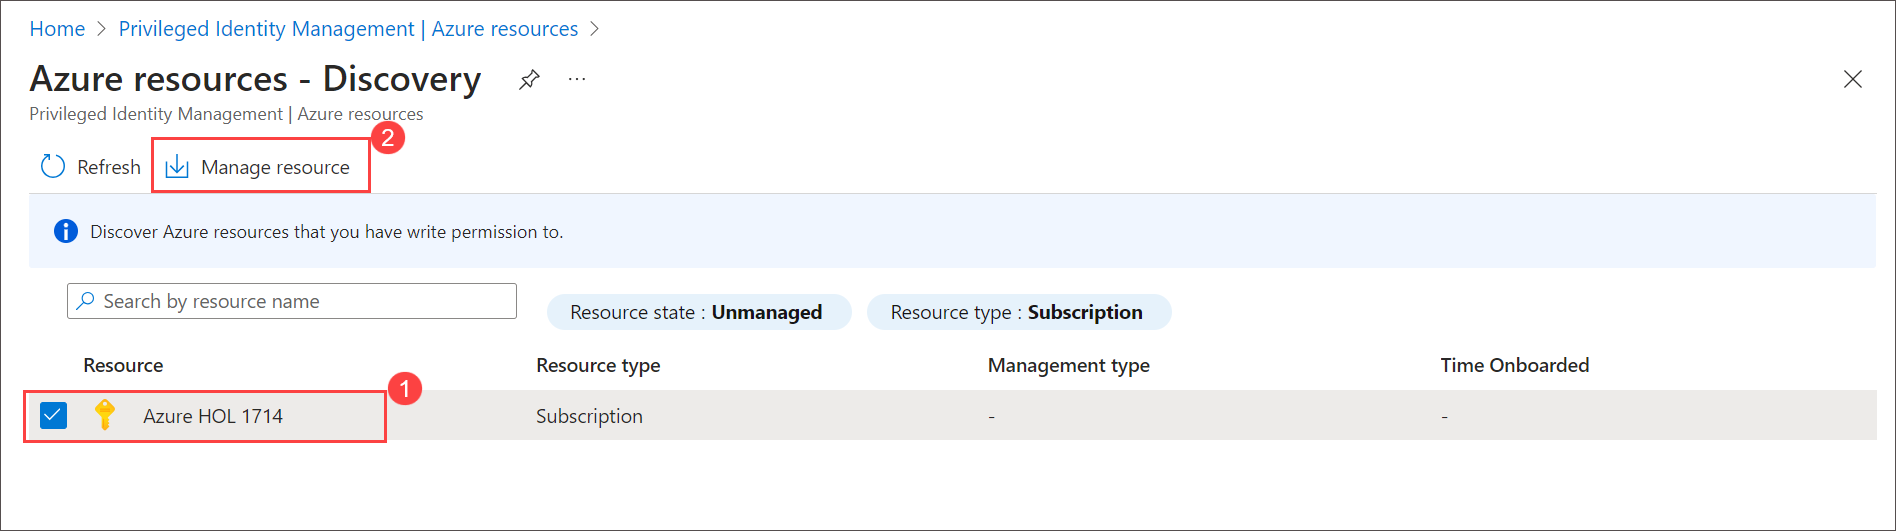 Home > Privileged Identity Management | Azure resources >
Azure resources - Discovery ...
Privileged Identity Management | Azure resources
2
Refresh Manage resource
Discover Azure resources that you have write permission to.
Search by resource name Resource state : Unmanaged Resource type : Subscription
Resource Resource type Management type Time Onboarded
1
Azure HOL 1714 Subscription - -